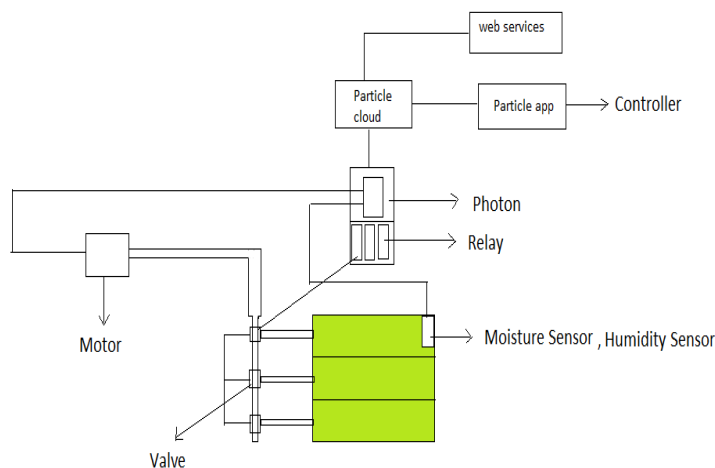 web services
Particle
cloud
Particle app
Controller
Photon
Relay
Motor
Moisture Sensor , Humidity Sensor
Valve